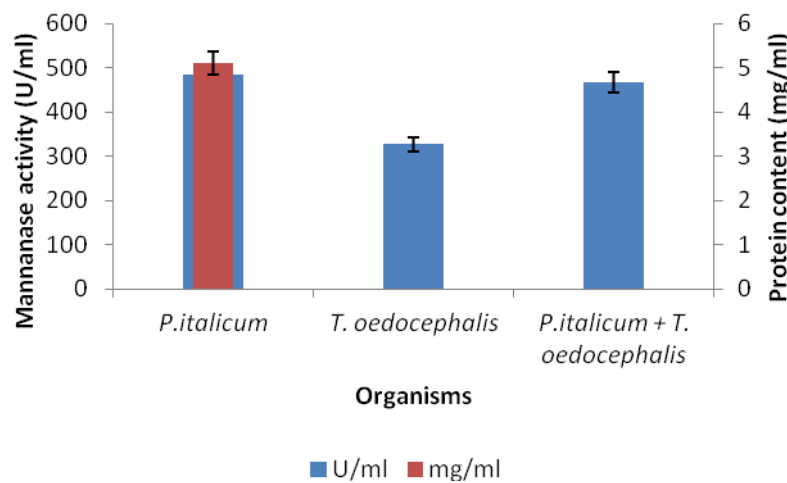 Mannanase activity (U/ml)
600
500
400
300
200
100
0
Protein content (mg/ml)
6
5
4
3
2
1
0
P.italicum
T. oedocephalis
P.italicum + T.
oedocephalis
Organisms
U/ml
mg/ml